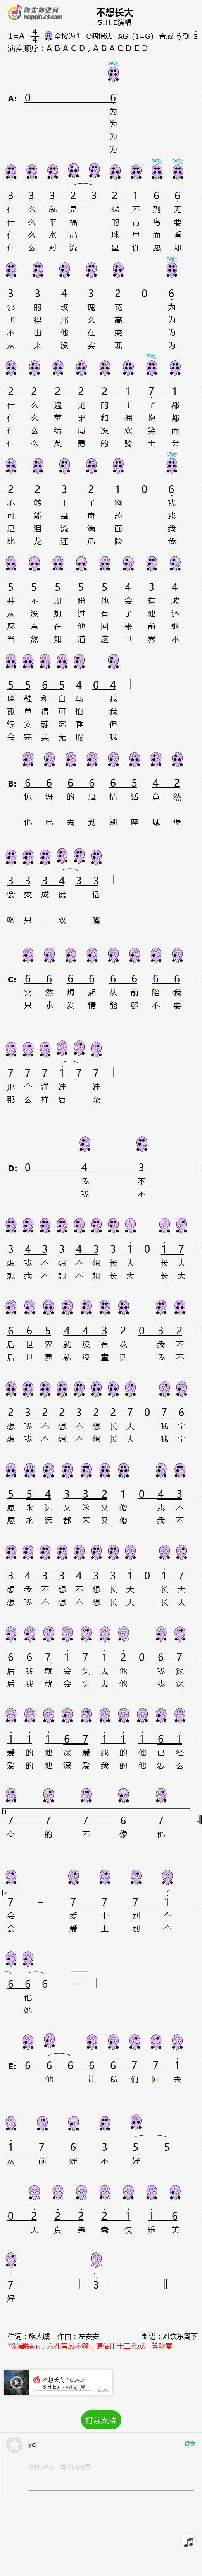 陶笛简谱网
happi123.com
不想长大
S.H.E演唱
1=A 4/4 全按为1 C调指法 AG（1=G） 音域 6 到 3
演奏顺序：A B A C D , A B A C D E D
轻吹
A: 0 6
为
为
为
为
轻吹 轻吹
3 3 3 2 3 2 1 6 6
什 么 就 是 找 不 到 无
什 么 幸 福 的 青 鸟 要
什 么 水 晶 球 里 面 看
什 么 对 流 星 许 愿 却
轻吹
3 3 4 3 2 0 6
邪 的 玫 瑰 花 为
飞 得 那 么 高 为
不 出 他 在 变 为
从 来 没 实 现 为
轻吹
2 2 2 2 2 1 7 1
什 么 遇 见 的 王 子 都
什 么 苹 果 和 拥 抱 都
什 么 结 局 没 欢 笑 而
什 么 英 勇 的 骑 士 会
轻吹
2 2 3 2 1 0 6
不 够 王 子 啊 我
可 能 是 毒 药 我
是 泪 流 满 面 我
比 龙 还 危 险 我
5 5 5 5 5 4 3 4
并 不 期 盼 他 会 有 玻
从 没 想 过 有 了 他 还
愿 意 在 他 回 来 前 继
当 然 知 道 这 世 界 不
5 5 6 5 4 0 4
璃 鞋 和 白 马 我
孤 单 得 可 怕 我
续 安 静 沉 睡 但
会 完 美 无 瑕 我
B: 6 6 6 6 6 5 4 2
惊 讶 的 是 情 话 竟 然
他 已 去 到 别 座 城 堡
3 3 3 4 3 3
会 变 成 谎 话
吻 另 一 双 嘴
C: 6 6 6 6 6 6 6 6
突 然 想 起 从 前 陪 我
只 求 爱 情 能 够 不 要
7 7 7 1 7 7
那 个 洋 娃 娃
那 么 样 复 杂
D: 0 4 3
我 不
我 不
3 4 3 3 4 3 3 1 0 1 7
想 我 不 想 不 想 长 大 长 大
想 我 不 想 不 想 长 大 长 大
6 6 5 4 4 3 2 0 3 2
后 世 界 就 没 有 花 我 不
后 世 界 就 没 童 话 我 不
2 3 2 2 3 2 2 7 0 7 6
想 我 不 想 不 想 长 大 我 宁
想 我 不 想 不 想 长 大 我 宁
5 5 4 3 3 2 1 0 4 3
愿 永 远 又 笨 又 傻 我 不
愿 永 远 都 笨 又 傻 我 不
3 4 3 3 4 3 3 1 0 1 7
想 我 不 想 不 想 长 大 长 大
想 我 不 想 不 想 长 大 长 大
6 6 7 1 7 1 2 0 6 7
后 我 就 会 失 去 他 我 深
后 我 就 会 失 去 他 我 深
1 1 1 6 7 1 1 1 6 1
爱 的 他 深 爱 我 的 他 已 经
爱 的 他 深 爱 我 的 他 怎 么
1
7 7 7 6 7
变 的 不 像 他
2
7 － 7 7 7 1
会 爱 上 别 个
会 爱 上 别 个
6 6 6 － －
他
她
E: 6 6 6 6 6 7 7 1
他 让 我 们 回 去
1 7 6 3 5 5
从 前 好 不 好
0 2 2 2 2 1 1 6
天 真 愚 蠢 快 乐 美
7 － － － 3 － － －
好
作词：施人诚 作曲：左安安 制谱：对饮东篱下
*温馨提示：六孔音域不够，请使用十二孔或三管吹奏
不想长大（Cover：
打赏支持
ycl
提交